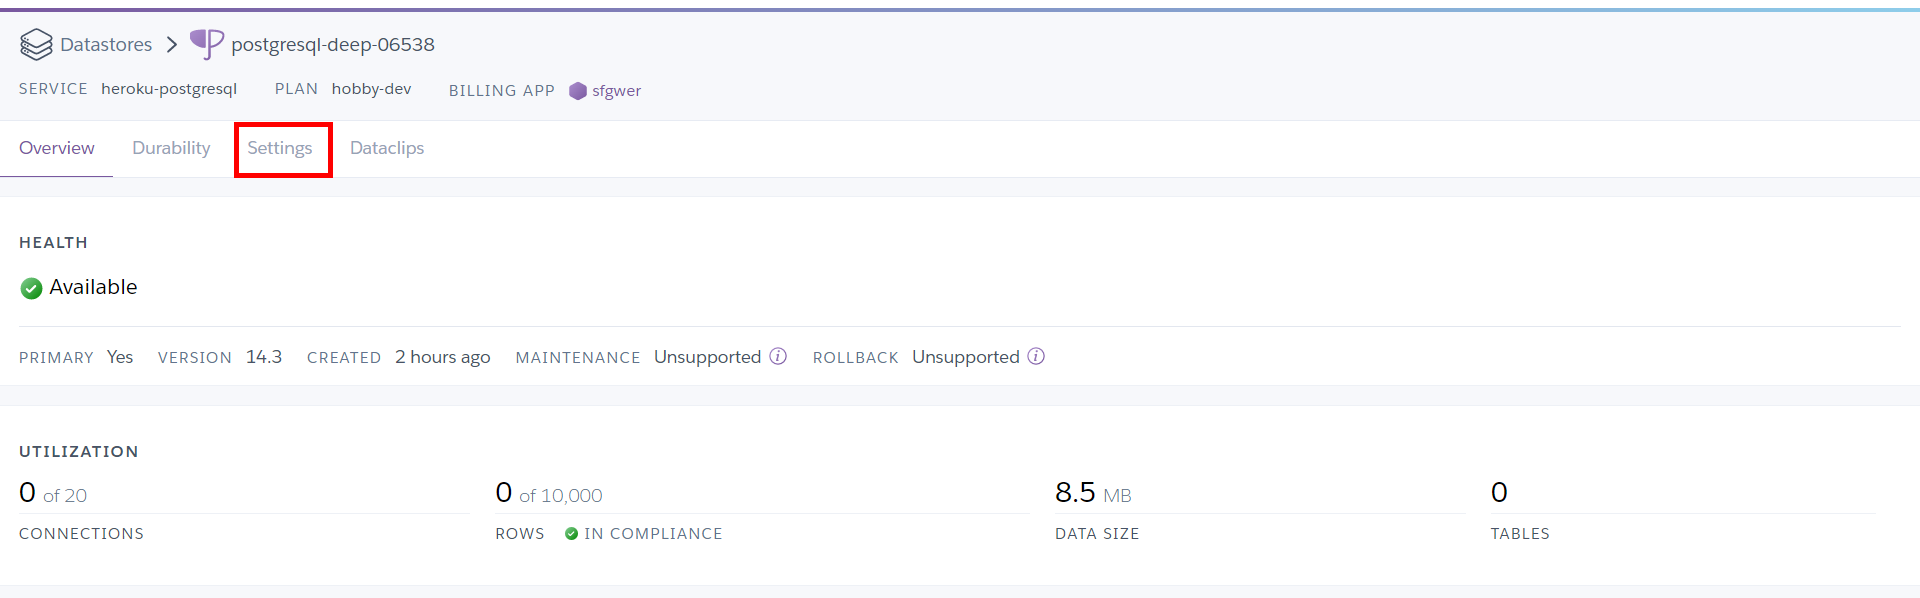 Datastores > postgresql-deep-06538
SERVICE heroku-postgresql PLAN hobby-dev BILLING APP sfgwer
Overview Durability Settings Dataclips
HEALTH
Available
PRIMARY Yes VERSION 14.3 CREATED 2 hours ago MAINTENANCE Unsupported i ROLLBACK Unsupported i
UTILIZATION
0 of 20 0 of 10,000 8.5 MB 0
CONNECTIONS ROWS IN COMPLIANCE DATA SIZE TABLES